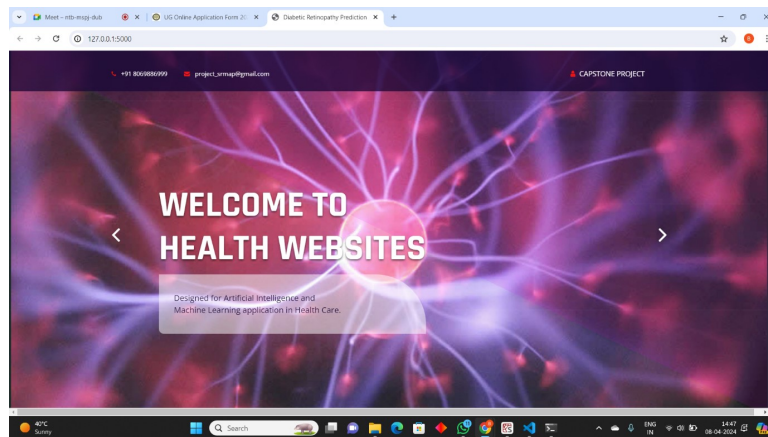 Meet – ntb-mxpj-dub
UG Online Application Form 20
Diabetic Retinopathy Prediction
127.0.0.1:5000
+91 8069886999
project_srmap@gmail.com
CAPSTONE PROJECT
WELCOME TO
HEALTH WEBSITES
Designed for Artificial Intelligence and
Machine Learning application in Health Care.
40°C
Sunny
Search
ENG
IN
14:47
08-04-2024